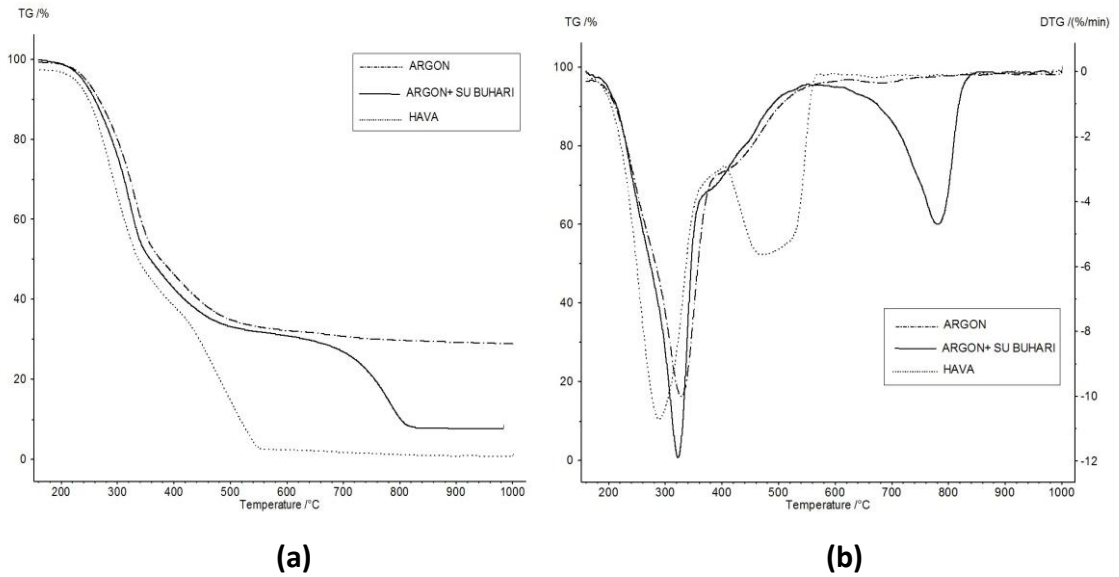 TG /%
100
80
60
40
20
0
ARGON
ARGON+ SU BUHARI
HAVA
200 300 400 500 600 700 800 900 1000
Temperature /°C
(a)
TG /%
DTG /(%/min)
100
80
60
40
20
0
0
-2
-4
-6
-8
-10
-12
ARGON
ARGON+ SU BUHARI
HAVA
200 300 400 500 600 700 800 900 1000
Temperature /°C
(b)